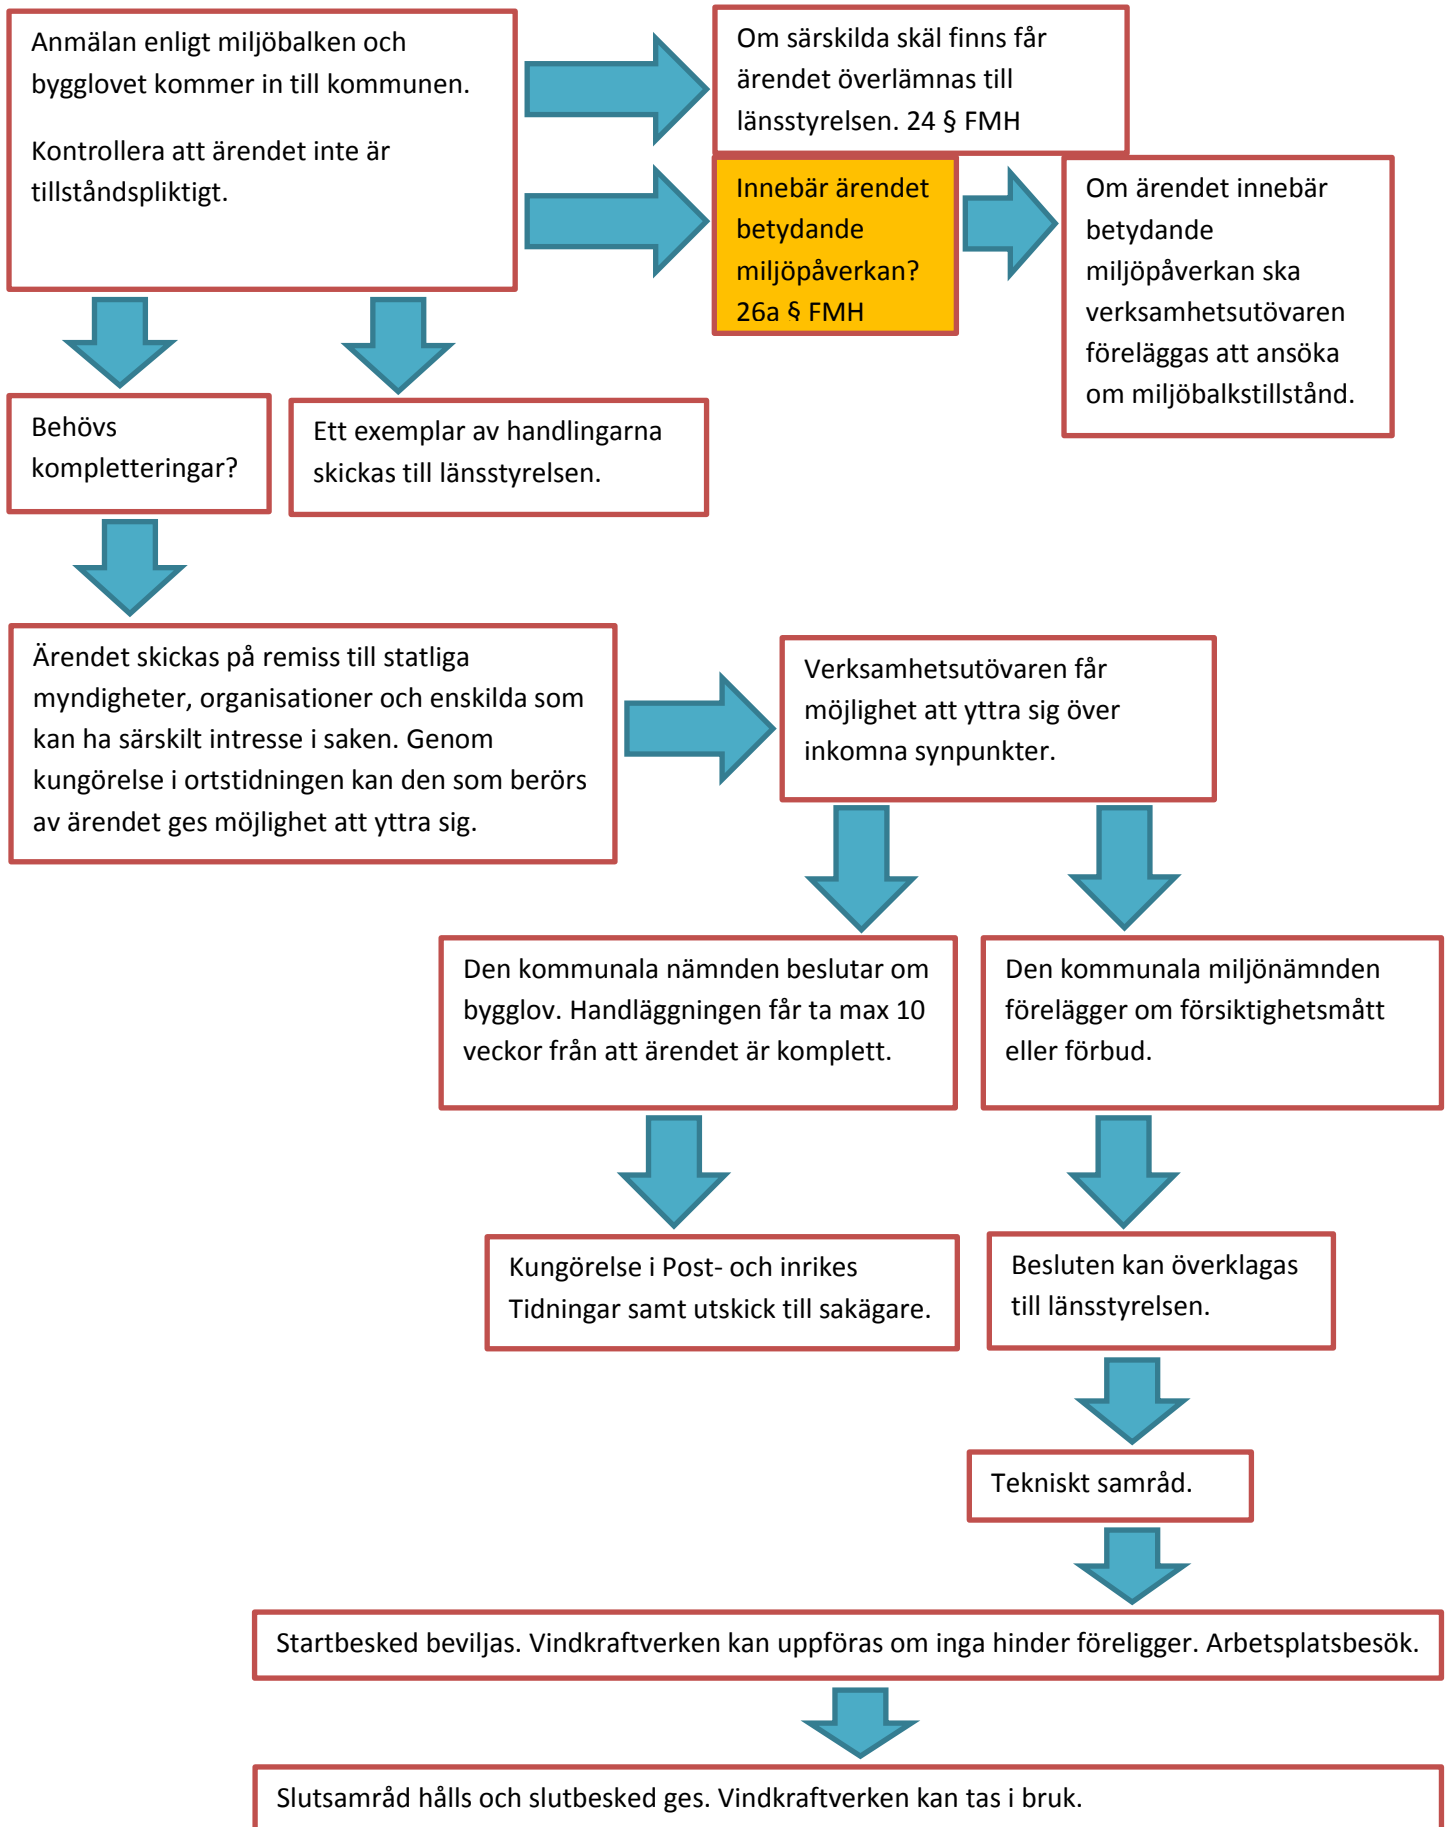 Anmälan enligt miljöbalken och
bygglovet kommer in till kommunen.
Kontrollera att ärendet inte är
tillståndspliktigt.
Om särskilda skäl finns får
ärendet överlämnas till
länsstyrelsen. 24 § FMH
Innebär ärendet
betydande
miljöpåverkan?
26a § FMH
Om ärendet innebär
betydande
miljöpåverkan ska
verksamhetsutövaren
föreläggas att ansöka
om miljöbalkstillstånd.
Behövs
kompletteringar?
Ett exemplar av handlingarna
skickas till länsstyrelsen.
Ärendet skickas på remiss till statliga
myndigheter, organisationer och enskilda som
kan ha särskilt intresse i saken. Genom
kungörelse i ortstidningen kan den som berörs
av ärendet ges möjlighet att yttra sig.
Verksamhetsutövaren får
möjlighet att yttra sig över
inkomna synpunkter.
Den kommunala nämnden beslutar om
bygglov. Handläggningen får ta max 10
veckor från att ärendet är komplett.
Den kommunala miljönämnden
förelägger om försiktighetsmått
eller förbud.
Kungörelse i Post- och inrikes
Tidningar samt utskick till sakägare.
Besluten kan överklagas
till länsstyrelsen.
Tekniskt samråd.
Startbesked beviljas. Vindkraftverken kan uppföras om inga hinder föreligger. Arbetsplatsbesök.
Slutsamråd hålls och slutbesked ges. Vindkraftverken kan tas i bruk.